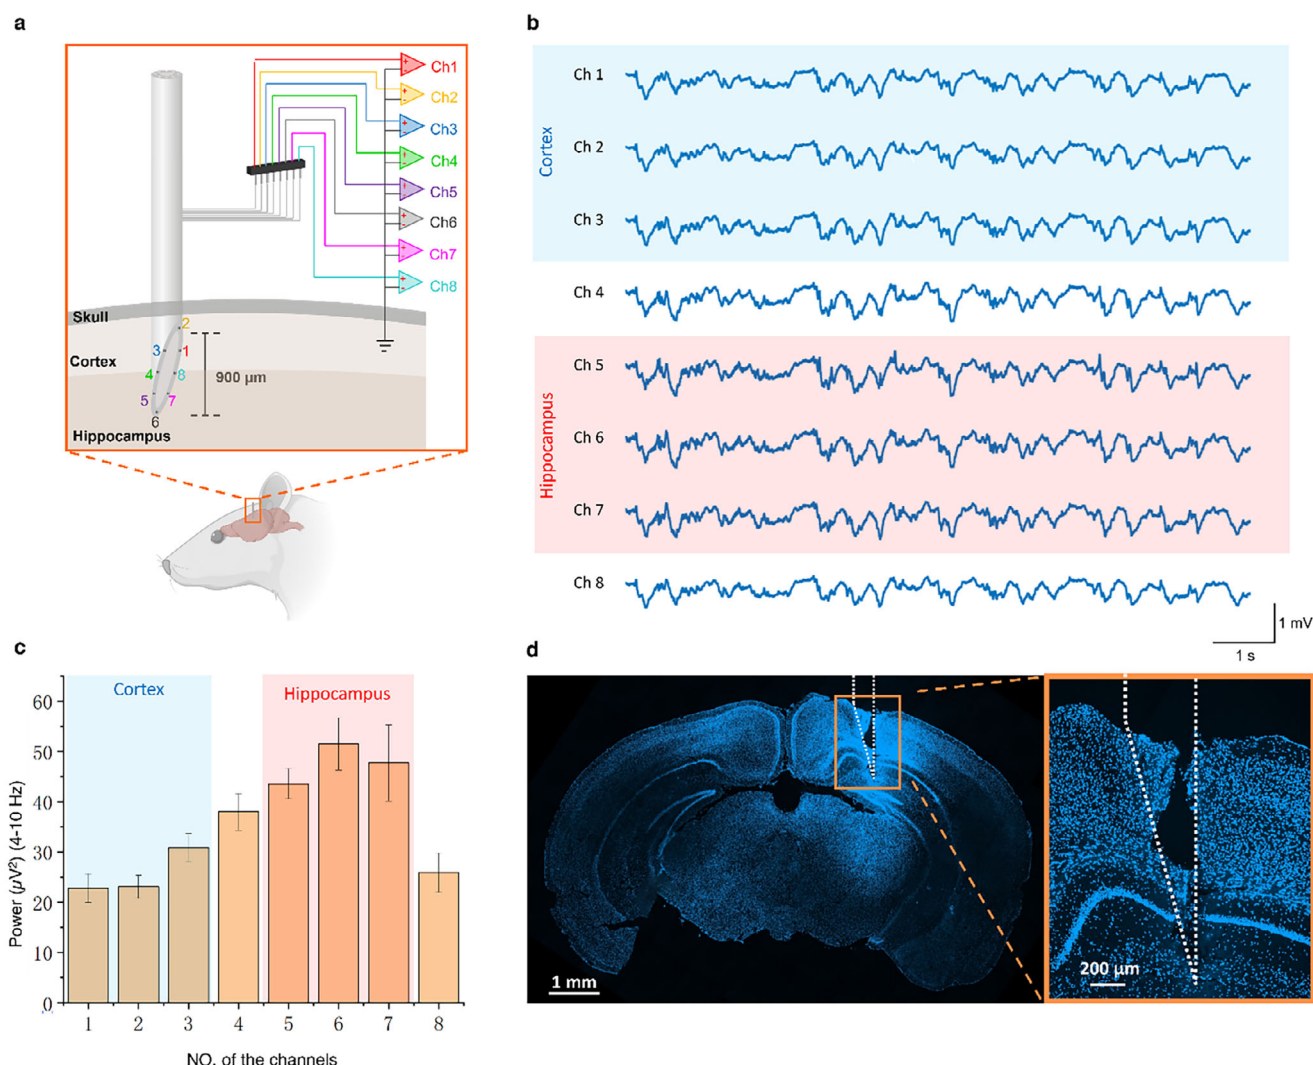 a
Ch1
Ch2
Ch3
Ch4
Ch5
Ch6
Ch7
Ch8
+
-
+
-
+
-
+
-
+
-
+
-
+
-
+
-
Skull
2
3
1
Cortex
4
8
900 µm
5
7
6
Hippocampus
b
Cortex
Ch 1
Ch 2
Ch 3
Ch 4
Hippocampus
Ch 5
Ch 6
Ch 7
Ch 8
1 mV
1 s
c
Cortex
Hippocampus
Power (µV²) (4-10 Hz)
60
50
40
30
20
10
0
1 2 3 4 5 6 7 8
NO. of the channels
d
1 mm
200 µm